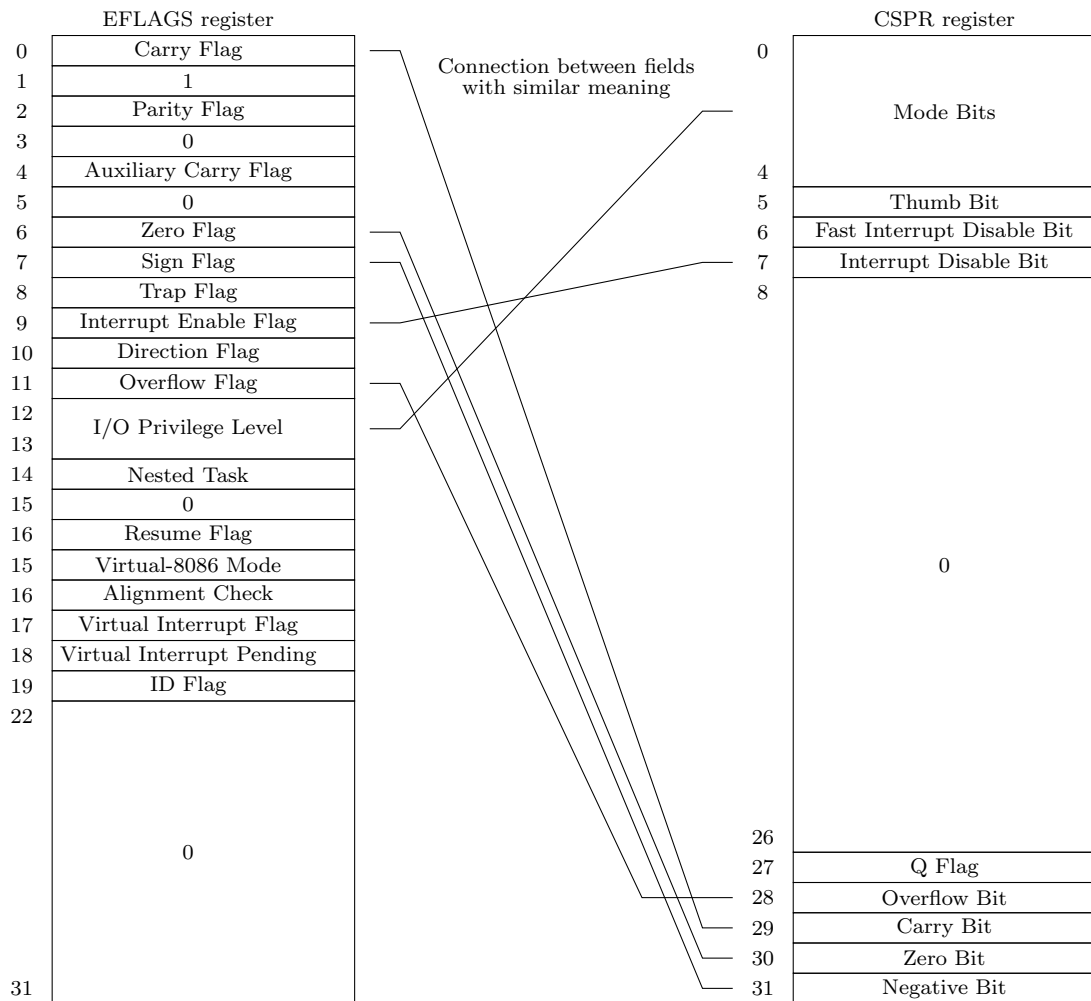 EFLAGS register
0 Carry Flag
1 1
2 Parity Flag
3 0
4 Auxiliary Carry Flag
5 0
6 Zero Flag
7 Sign Flag
8 Trap Flag
9 Interrupt Enable Flag
10 Direction Flag
11 Overflow Flag
12
I/O Privilege Level
13
14 Nested Task
15 0
16 Resume Flag
15 Virtual-8086 Mode
16 Alignment Check
17 Virtual Interrupt Flag
18 Virtual Interrupt Pending
19 ID Flag
22
0
31
Connection between fields
with similar meaning
CSPR register
0
Mode Bits
4
5 Thumb Bit
6 Fast Interrupt Disable Bit
7 Interrupt Disable Bit
8
0
26
27 Q Flag
28 Overflow Bit
29 Carry Bit
30 Zero Bit
31 Negative Bit